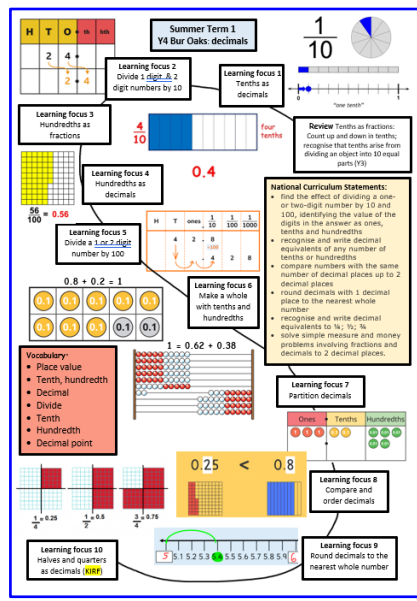 Summer Term 1
Y4 Bur Oaks: decimals
H T O th hth
2 4
2 4
1
10
0 1
"one tenth"
Learning focus 2
Divide 1 digit & 2
digit numbers by 10
Learning focus 1
Tenths as
decimals
Learning focus 3
Hundredths as
fractions
4
10
four
tenths
Review Tenths as fractions:
Count up and down in tenths;
recognise that tenths arise from
dividing an object into 10 equal
parts (Y3)
Learning focus 4
Hundredths as
decimals
0.4
56
100 = 0.56
National Curriculum Statements:
• find the effect of dividing a one-
or two-digit number by 10 and
100, identifying the value of the
digits in the answer as ones,
tenths and hundredths
• recognise and write decimal
equivalents of any number of
tenths or hundredths
• compare numbers with the same
number of decimal places up to 2
decimal places
• round decimals with 1 decimal
place to the nearest whole
number
• recognise and write decimal
equivalents to ¼; ½; ¾
• solve simple measure and money
problems involving fractions and
decimals to 2 decimal places.
Learning focus 5
Divide a 1 or 2 digit
number by 100
H T ones . 1/10 1/100 1/1000
4 2 . 8
÷100
. 4 2 8
0.8 + 0.2 = 1
0.1 0.1 0.1 0.1 0.1
0.1 0.1 0.1 0.1 0.1
Learning focus 6
Make a whole
with tenths and
hundredths
1 = 0.62 + 0.38
Vocabulary-
• Place value
• Tenth, hundredth
• Decimal
• Divide
• Tenth
• Hundredth
• Decimal point
Learning focus 7
Partition decimals
Ones Tenths Hundredths
0.25 < 0.8
1/4 = 0.25
1/2 = 0.5
3/4 = 0.75
Learning focus 8
Compare and
order decimals
Learning focus 10
Halves and quarters
as decimals (KIRF)
5 5.1 5.2 5.3 5.4 5.5 5.6 5.7 5.8 5.9 6
Learning focus 9
Round decimals to the
nearest whole number